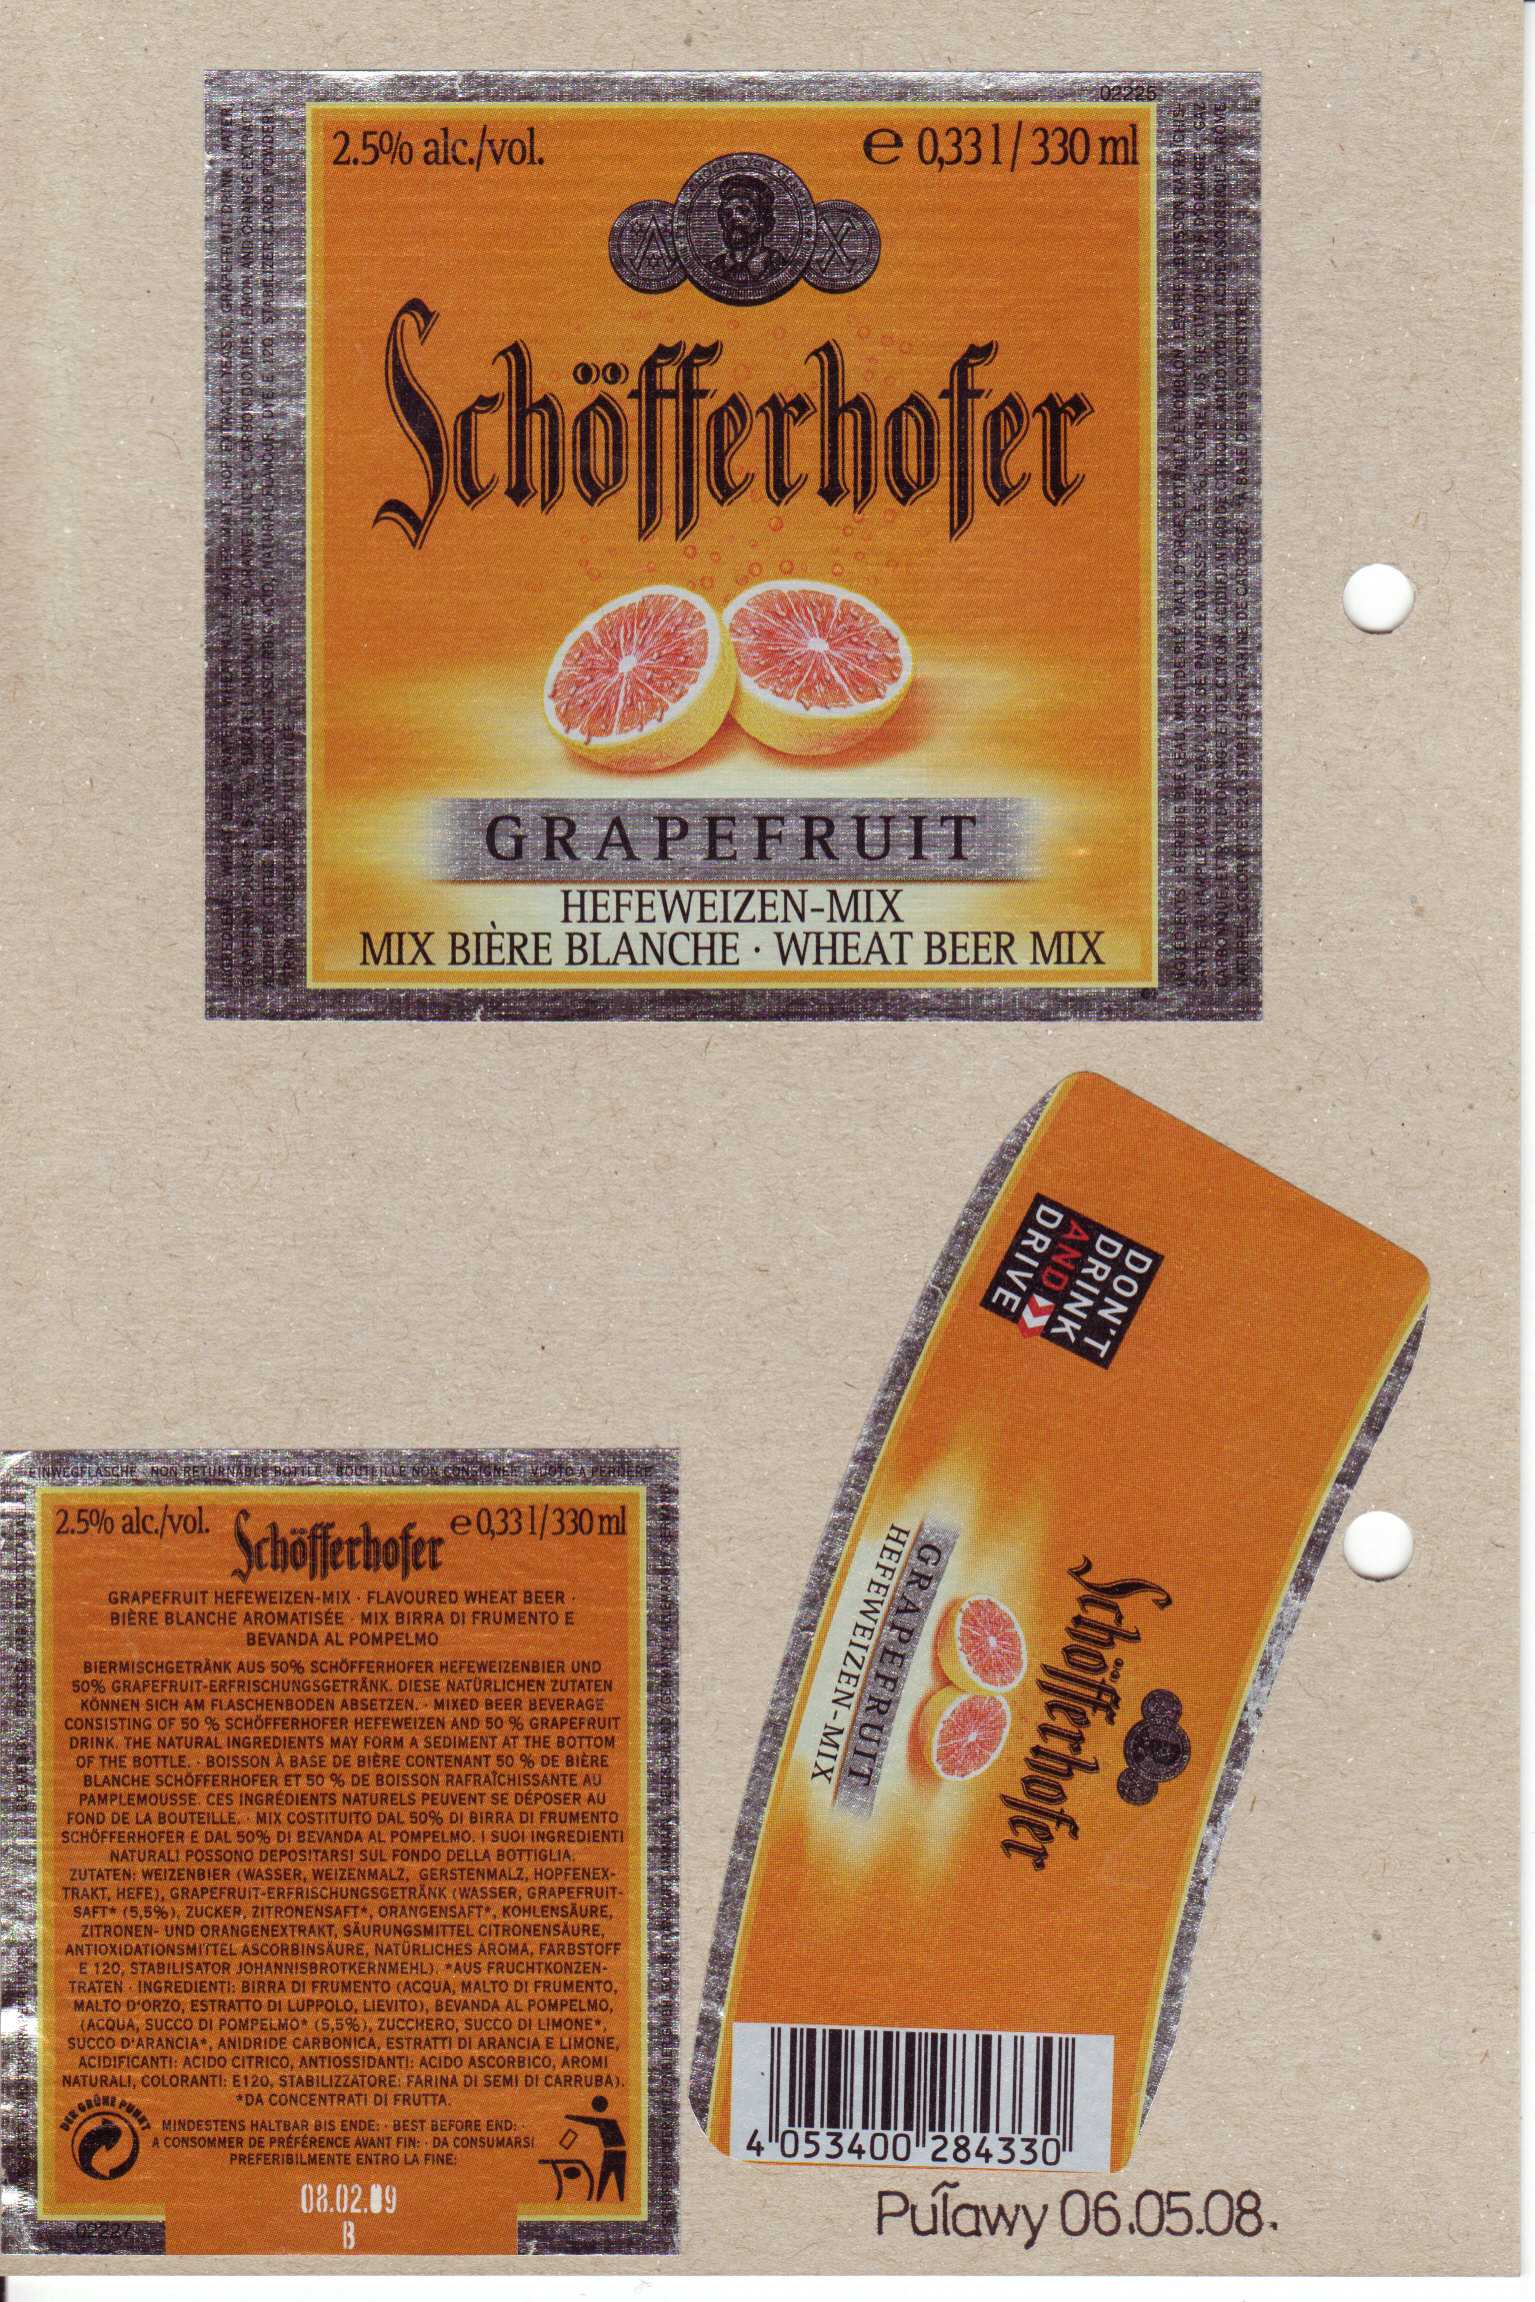 02225
2.5% alc./vol.
℮ 0,33 l / 330 ml
Schöfferhofer
GRAPEFRUIT
HEFEWEIZEN-MIX
MIX BIÈRE BLANCHE · WHEAT BEER MIX
DON'T
DRINK
AND
DRIVE
Schöfferhofer
GRAPEFRUIT
HEFEWEIZEN-MIX
4 053400 284330
EINWEGFLASCHE · NON RETURNABLE BOTTLE · BOUTEILLE NON CONSIGNÉE · VUOTO A PERDERE
2.5% alc./vol.
Schöfferhofer
℮ 0,33 l / 330 ml
GRAPEFRUIT HEFEWEIZEN-MIX · FLAVOURED WHEAT BEER ·
BIÈRE BLANCHE AROMATISÉE · MIX BIRRA DI FRUMENTO E
BEVANDA AL POMPELMO
BIERMISCHGETRÄNK AUS 50% SCHÖFFERHOFER HEFEWEIZENBIER UND
50% GRAPEFRUIT-ERFRISCHUNGSGETRÄNK. DIESE NATÜRLICHEN ZUTATEN
KÖNNEN SICH AM FLASCHENBODEN ABSETZEN. · MIXED BEER BEVERAGE
CONSISTING OF 50 % SCHÖFFERHOFER HEFEWEIZEN AND 50 % GRAPEFRUIT
DRINK. THE NATURAL INGREDIENTS MAY FORM A SEDIMENT AT THE BOTTOM
OF THE BOTTLE. · BOISSON À BASE DE BIÈRE CONTENANT 50 % DE BIÈRE
BLANCHE SCHÖFFERHOFER ET 50 % DE BOISSON RAFRAÎCHISSANTE AU
PAMPLEMOUSSE. CES INGRÉDIENTS NATURELS PEUVENT SE DÉPOSER AU
FOND DE LA BOUTEILLE. · MIX COSTITUITO DAL 50% DI BIRRA DI FRUMENTO
SCHÖFFERHOFER E DAL 50% DI BEVANDA AL POMPELMO. I SUOI INGREDIENTI
NATURALI POSSONO DEPOSITARSI SUL FONDO DELLA BOTTIGLIA.
ZUTATEN: WEIZENBIER (WASSER, WEIZENMALZ, GERSTENMALZ, HOPFENEX-
TRAKT, HEFE), GRAPEFRUIT-ERFRISCHUNGSGETRÄNK (WASSER, GRAPEFRUIT-
SAFT* (5,5%), ZUCKER, ZITRONENSAFT*, ORANGENSAFT*, KOHLENSÄURE,
ZITRONEN- UND ORANGENEXTRAKT, SÄURUNGSMITTEL CITRONENSÄURE,
ANTIOXIDATIONSMITTEL ASCORBINSÄURE, NATÜRLICHES AROMA, FARBSTOFF
E 120, STABILISATOR JOHANNISBROTKERNMEHL). *AUS FRUCHTKONZEN-
TRATEN · INGREDIENTI: BIRRA DI FRUMENTO (ACQUA, MALTO DI FRUMENTO,
MALTO D'ORZO, ESTRATTO DI LUPPOLO, LIEVITO), BEVANDA AL POMPELMO,
(ACQUA, SUCCO DI POMPELMO* (5,5%), ZUCCHERO, SUCCO DI LIMONE*,
SUCCO D'ARANCIA*, ANIDRIDE CARBONICA, ESTRATTI DI ARANCIA E LIMONE,
ACIDIFICANTI: ACIDO CITRICO, ANTIOSSIDANTI: ACIDO ASCORBICO, AROMI
NATURALI, COLORANTI: E120, STABILIZZATORE: FARINA DI SEMI DI CARRUBA).
*DA CONCENTRATI DI FRUTTA.
DER GRÜNE PUNKT
MINDESTENS HALTBAR BIS ENDE: · BEST BEFORE END: ·
A CONSOMMER DE PRÉFÉRENCE AVANT FIN: · DA CONSUMARSI
PREFERIBILMENTE ENTRO LA FINE:
08.02.09
B
02227
Puławy 06.05.08.